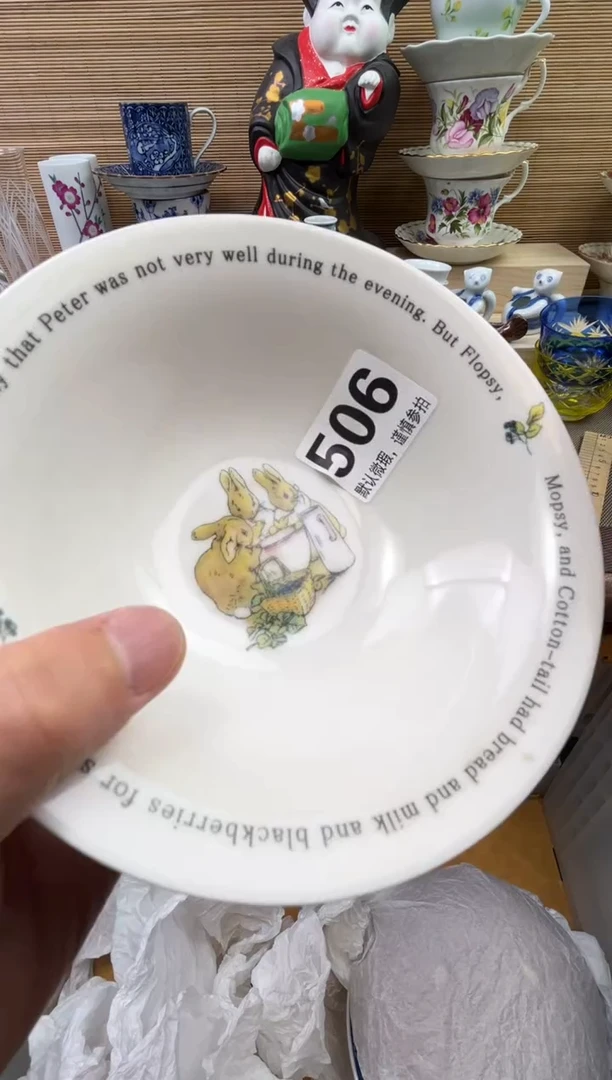 y that Peter was not very well during the evening. But Flopsy,
Mopsy, and Cotton-tail had bread and milk and blackberries for s
506
默认微瑕，谨慎参拍